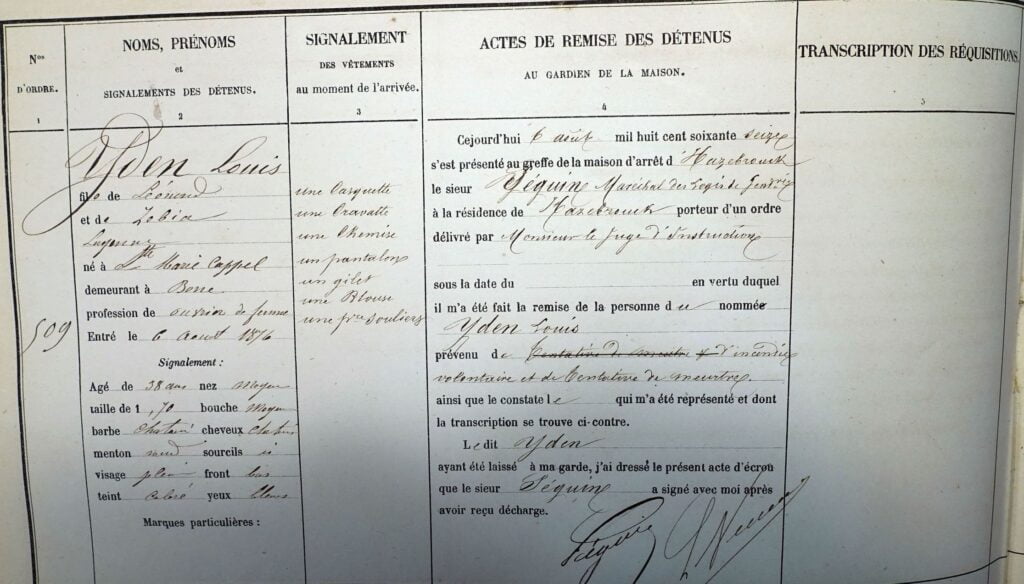 Nos
D'ORDRE.
1
NOMS, PRÉNOMS
et
SIGNALEMENTS DES DÉTENUS.
2
SIGNALEMENT
DES VÊTEMENTS
au moment de l'arrivée.
3
ACTES DE REMISE DES DÉTENUS
AU GARDIEN DE LA MAISON.
4
TRANSCRIPTION DES RÉQUISITIONS.
5
509
Yden Louis
fils de Léonard
et de
né à Ste Marie Cappel
demeurant à Borre
profession de ouvrier de ferme
Entré le 6 aout 1876
Signalement :
Agé de 38 ans nez moyen
taille de 1 ,70 bouche moyen
barbe chatain cheveux chatains
menton rond sourcils id
visage plein front bas
teint coloré yeux bleus
Marques particulières :
une Casquette
une Cravatte
une Chemise
un pantalon
un gilet
une Blouse
une pre souliers
Cejourd'hui 6 août mil huit cent soixante seize
s'est présenté au greffe de la maison d'arrêt d'Hazebrouck
le sieur Séguin Maréchal des Logis de Gendrie
à la résidence de Hazebrouck porteur d'un ordre
délivré par Monsieur le Juge d'Instruction
sous la date du en vertu duquel
il m'a été fait la remise de la personne du nommé
Yden Louis
prévenu de tentative de meurtre & d'incendie
volontaire et de tentative de meurtre.
ainsi que le constate le qui m'a été représenté et dont
la transcription se trouve ci-contre.
Ledit Yden
ayant été laissé à ma garde, j'ai dressé le présent acte d'écrou
que le sieur Séguin a signé avec moi après
avoir reçu décharge.
Séguin